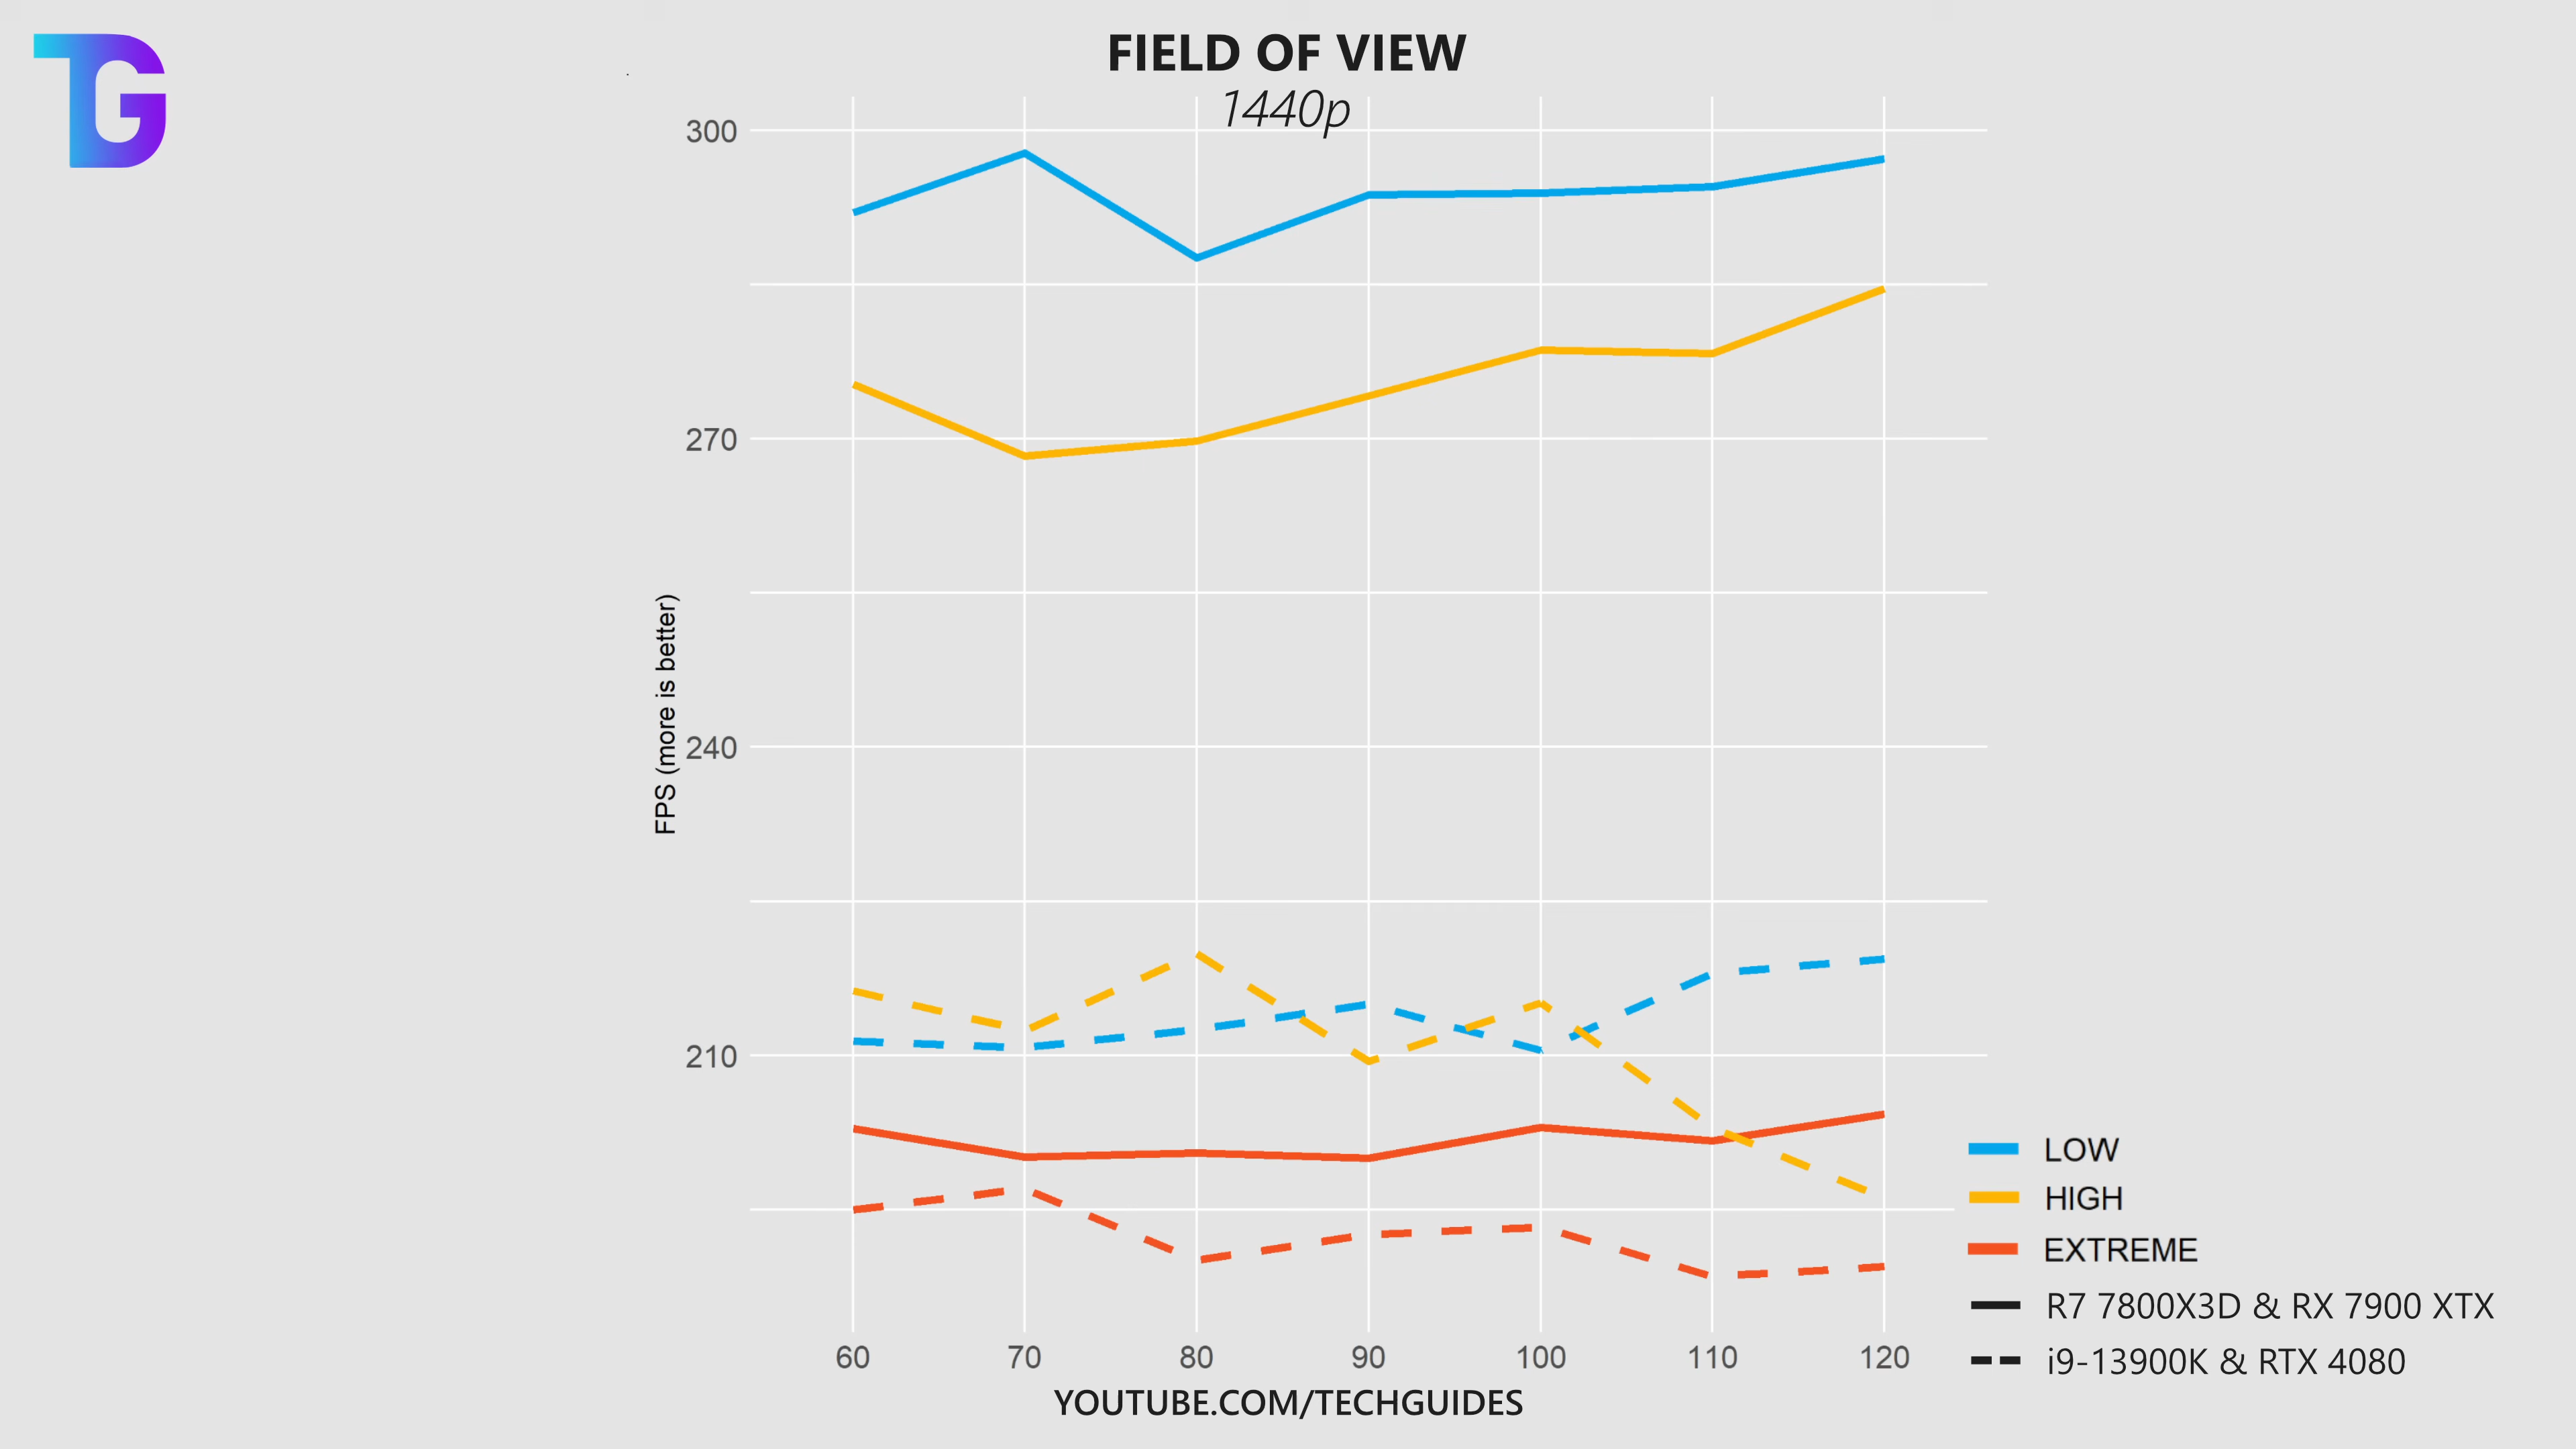 TG
FIELD OF VIEW
1440p
300
270
240
210
FPS (more is better)
60 70 80 90 100 110 120
LOW
HIGH
EXTREME
R7 7800X3D & RX 7900 XTX
i9-13900K & RTX 4080
YOUTUBE.COM/TECHGUIDES